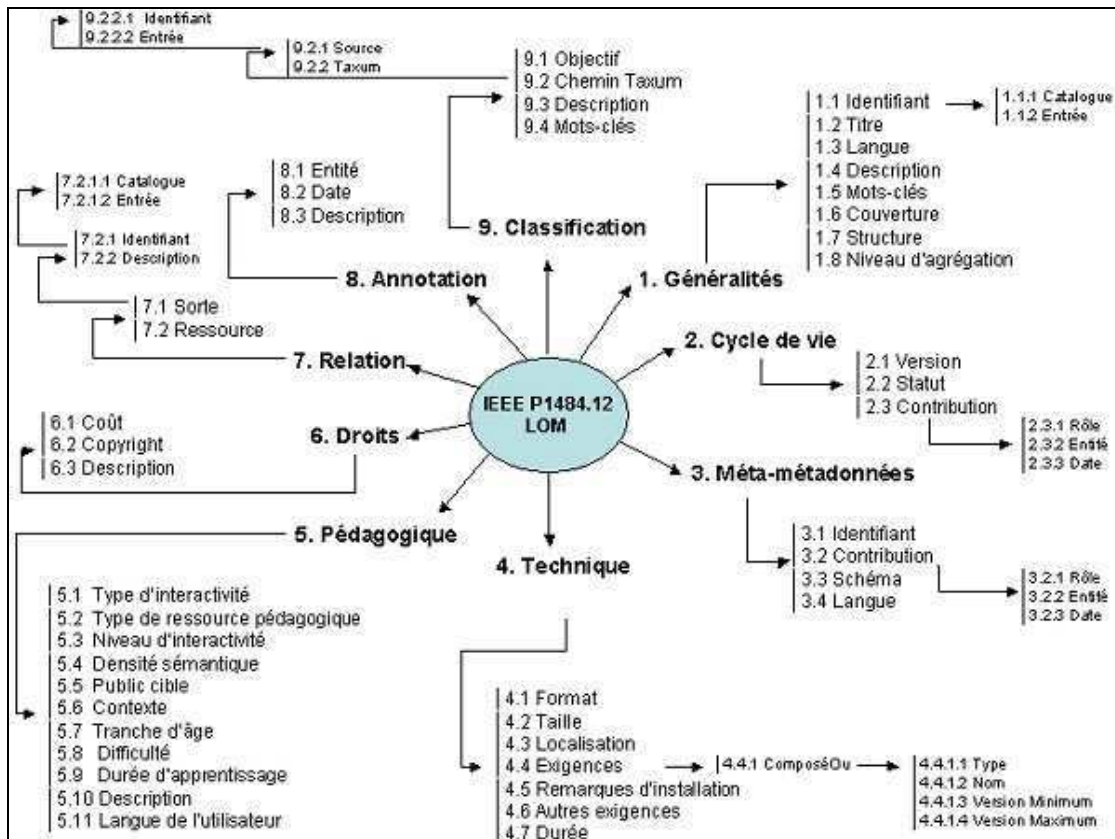 9.2.2.1 Identifiant
9.2.2.2 Entrée
9.2.1 Source
9.2.2 Taxum
9.1 Objectif
9.2 Chemin Taxum
9.3 Description
9.4 Mots-clés
9. Classification
1.1 Identifiant
1.2 Titre
1.3 Langue
1.4 Description
1.5 Mots-clés
1.6 Couverture
1.7 Structure
1.8 Niveau d'agrégation
1.1.1 Catalogue
1.1.2 Entrée
1. Généralités
8.1 Entité
8.2 Date
8.3 Description
8. Annotation
7.2.1.1 Catalogue
7.2.1.2 Entrée
7.2.1 Identifiant
7.2.2 Description
7.1 Sorte
7.2 Ressource
7. Relation
2. Cycle de vie
2.1 Version
2.2 Statut
2.3 Contribution
2.3.1 Rôle
2.3.2 Entité
2.3.3 Date
IEEE P1484.12
LOM
6.1 Coût
6.2 Copyright
6.3 Description
6. Droits
3. Méta-métadonnées
3.1 Identifiant
3.2 Contribution
3.3 Schéma
3.4 Langue
3.2.1 Rôle
3.2.2 Entité
3.2.3 Date
5. Pédagogique
5.1 Type d'interactivité
5.2 Type de ressource pédagogique
5.3 Niveau d'interactivité
5.4 Densité sémantique
5.5 Public cible
5.6 Contexte
5.7 Tranche d'âge
5.8 Difficulté
5.9 Durée d'apprentissage
5.10 Description
5.11 Langue de l'utilisateur
4. Technique
4.1 Format
4.2 Taille
4.3 Localisation
4.4 Exigences
4.5 Remarques d'installation
4.6 Autres exigences
4.7 Durée
4.4.1 ComposéOu
4.4.1.1 Type
4.4.1.2 Nom
4.4.1.3 Version Minimum
4.4.1.4 Version Maximum